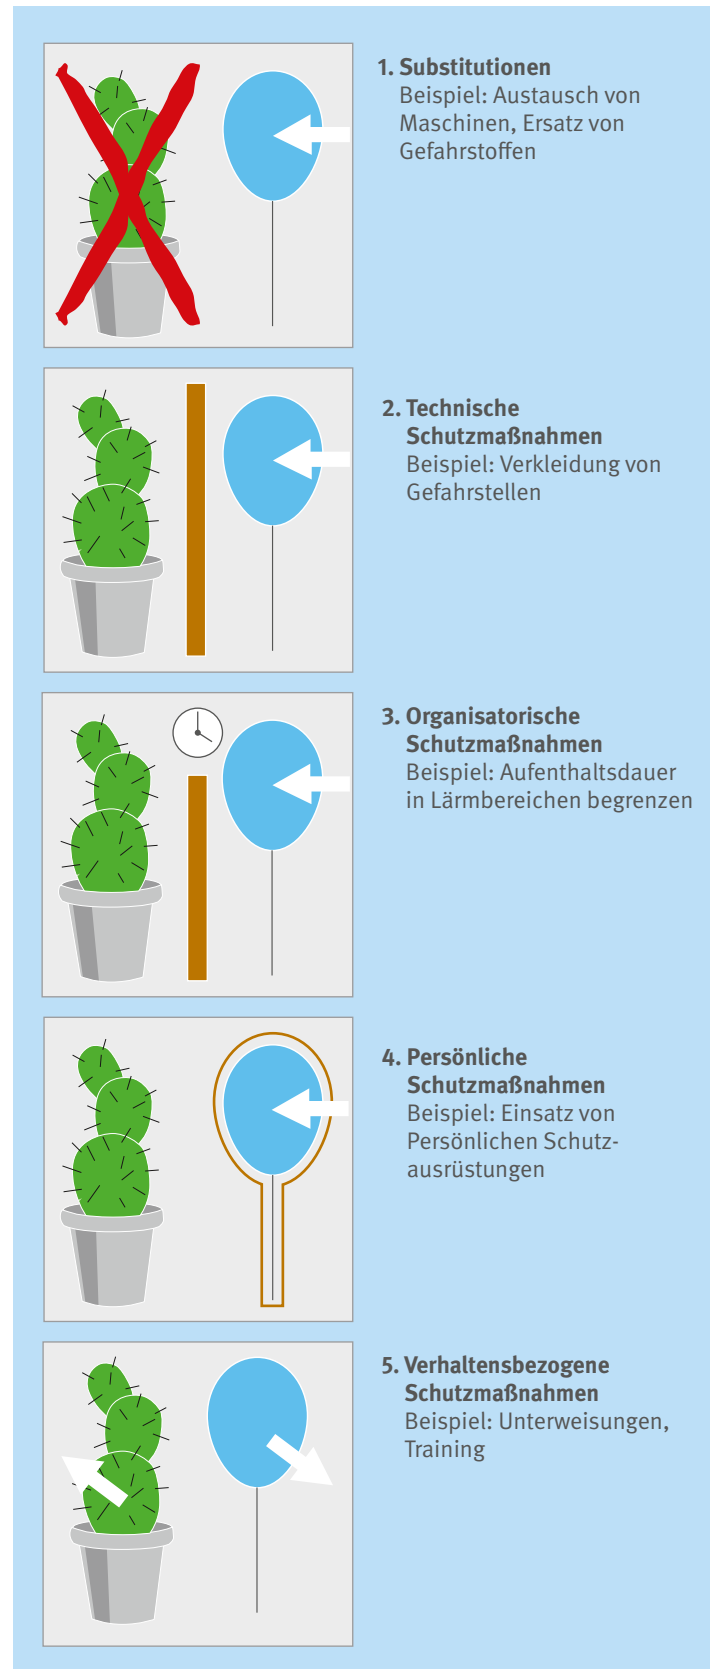 1. Substitutionen
Beispiel: Austausch von
Maschinen, Ersatz von
Gefahrstoffen
2. Technische
Schutzmaßnahmen
Beispiel: Verkleidung von
Gefahrstellen
3. Organisatorische
Schutzmaßnahmen
Beispiel: Aufenthaltsdauer
in Lärmbereichen begrenzen
4. Persönliche
Schutzmaßnahmen
Beispiel: Einsatz von
Persönlichen Schutz-
ausrüstungen
5. Verhaltensbezogene
Schutzmaßnahmen
Beispiel: Unterweisungen,
Training